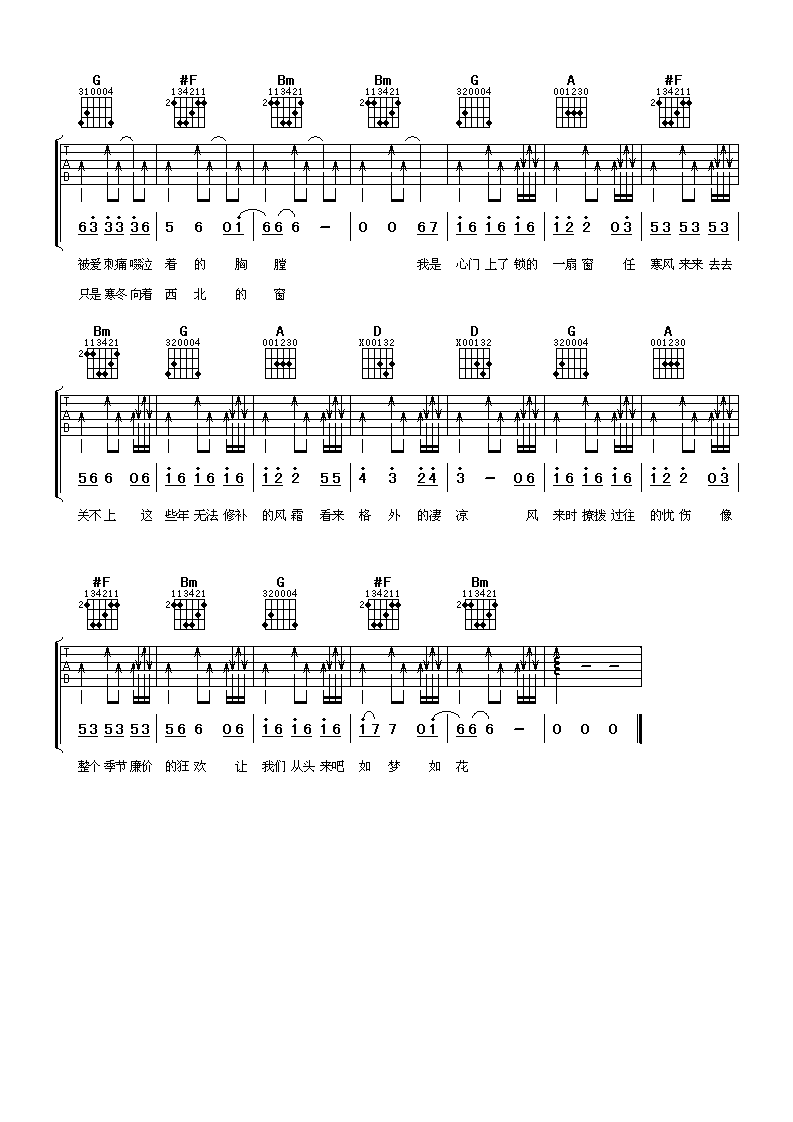 G #F Bm Bm G A #F
310004 134211 113421 113421 320004 001230 134211
2 2 2 2
T A B
63 33 36 5 6 01 66 6 - 0 0 67 16 16 16 12 2 03 53 53 53
被爱 刺痛 啜泣 着 的 胸 膛 我是 心门 上了 锁的 一扇 窗 任 寒风 来来 去去
只是 寒冬 向着 西 北 的 窗
Bm G A D D G A
113421 320004 001230 X00132 X00132 320004 001230
2
T A B
56 6 06 16 16 16 12 2 55 4 3 24 3 - 06 16 16 16 12 2 03
关不 上 这 些年 无法 修补 的风 霜 看来 格 外 的凄 凉 风 来时 撩拨 过往 的忧 伤 像
#F Bm G #F Bm
134211 113421 320004 134211 113421
2 2 2 2
T A B
53 53 53 56 6 06 16 16 16 17 7 01 66 6 - 0 0 0
整个 季节 廉价 的狂 欢 让 我们 从头 来吧 如 梦 如 花